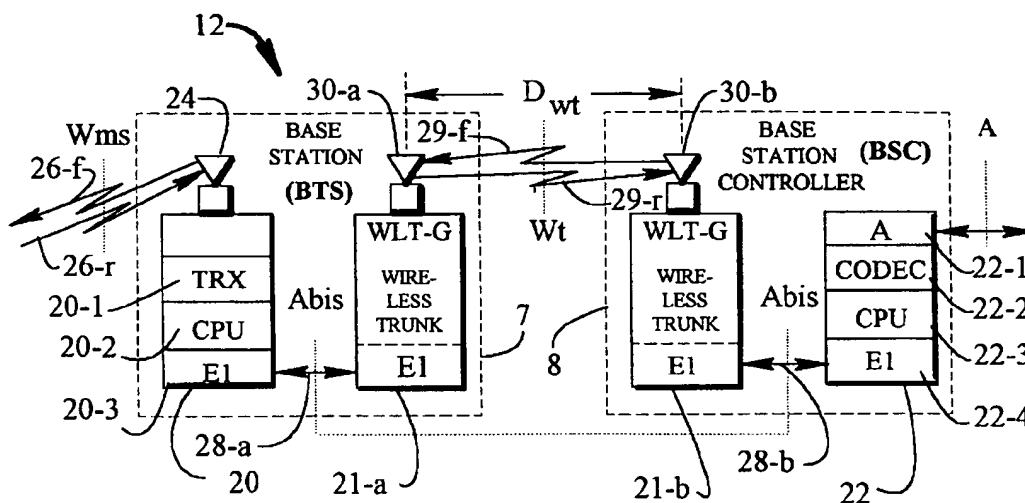 12
24
30-a
D wt
30-b
Wms
BASE STATION (BTS)
29-f
BASE STATION CONTROLLER
(BSC)
A
26-f
29-r
Wt
26-r
WLT-G
WLT-G
A
22-1
TRX
WIRE-
LESS
TRUNK
WIRE-
LESS
TRUNK
CODEC
22-2
20-1
Abis
7
8
Abis
CPU
20-2
CPU
22-3
E1
20-3
E1
E1
E1
22-4
28-a
28-b
20
21-a
21-b
22